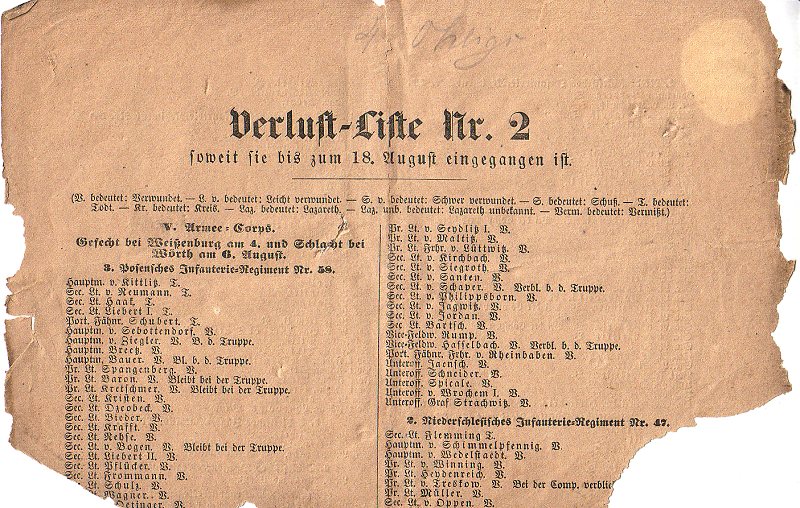 Verlust-Liste Nr. 2
soweit sie bis zum 18. August eingegangen ist.
(V. bedeutet: Verwundet. — L. v. bedeutet: Leicht verwundet. — S. v. bedeutet: Schwer verwundet. — S. bedeutet: Schuß. — T. bedeutet:
Todt. — Kr. bedeutet: Kreis. — Laz. bedeutet: Lazareth. — Laz. unb. bedeutet: Lazareth unbekannt. — Verm. bedeutet: Vermißt.)
V. Armee-Corps.
Gefecht bei Weißenburg am 4. und Schlacht bei
Wörth am 6. August.
3. Posensches Infanterie-Regiment Nr. 58.
Hauptm. v. Kittlitz. T.
Sec. Lt. v. Neumann. T.
Sec. Lt. Haak. T.
Sec. Lt. Liebert I. T.
Port. Fähnr. Schubert. T.
Hauptm. v. Sebottendorf. V.
Hauptm. v. Ziegler. V. B. d. Truppe.
Hauptm. Breetz. V.
Hauptm. Bauer. V. Bl. b. d. Truppe.
Pr. Lt. Spangenberg. V.
Pr. Lt. Baron. V. Bleibt bei der Truppe.
Pr. Lt. Kretschmer. V. Bleibt bei der Truppe.
Sec. Lt. Kristen. V.
Sec. Lt. Dzeobeck. V.
Sec. Lt. Bieder. V.
Sec. Lt. Krafft. V.
Sec. Lt. Nehse. V.
Sec. Lt. v. Bogen. V. Bleibt bei der Truppe.
Sec. Lt. Liebert II. V.
Sec. Lt. Pflücker. V.
Sec. Lt. Frommann. V.
Lt. Schulz. V.
Lt. Wagner. V.
V.
Pr. Lt. v. Seydlitz I. V.
Pr. Lt. v. Maltitz. V.
Pr. Lt. Frhr. v. Lüttwitz. V.
Sec. Lt. v. Kirchbach. V.
Sec. Lt. v. Siegroth. V.
Sec. Lt. v. Santen. V.
Sec. Lt. v. Schaper. V. Verbl. b. d. Truppe.
Sec. Lt. v. Philippsborn. V.
Sec. Lt. v. Jagwitz. V.
Sec. Lt. v. Jordan. V.
Sec. Lt. Bartsch. V.
Vice-Feldw. Rump. V.
Vice-Feldw. Hasselbach. V. Verbl. b. d. Truppe.
Port. Fähnr. Frhr. v. Rheinbaben. V.
Unteroff. Jaensch. V.
Unteroff. Schneider. V.
Unteroff. Spicale. V.
Unteroff. v. Wrochem I. V.
Unteroff. Graf Strachwitz. V.
2. Niederschlesisches Infanterie-Regiment Nr. 47.
Sec. Lt. Flemming T.
Hauptm. v. Schimmelpfennig. V.
Hauptm. v. Wedelstaedt. V.
Pr. Lt. v. Winning. V.
Pr. Lt. Heydenreich. V.
Pr. Lt. v. Treskow. V. Bei der Comp. verblie
Pr. Lt. Müller. V.
Sec. Lt. v. Oppen. V.